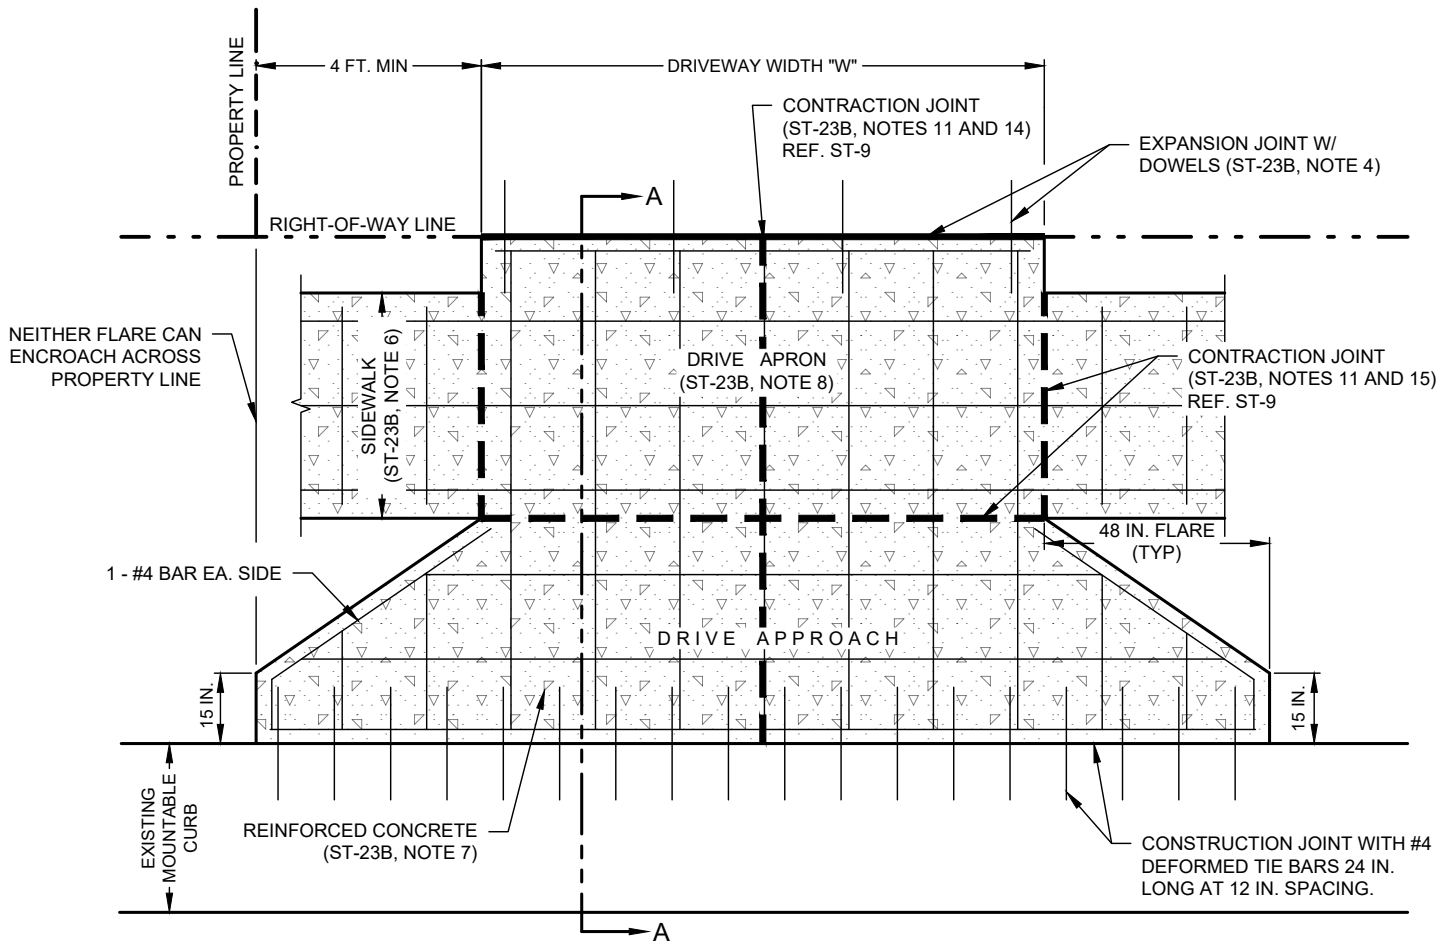 PROPERTY LINE
4 FT. MIN
DRIVEWAY WIDTH "W"
CONTRACTION JOINT
(ST-23B, NOTES 11 AND 14)
REF. ST-9
EXPANSION JOINT W/
DOWELS (ST-23B, NOTE 4)
A
RIGHT-OF-WAY LINE
NEITHER FLARE CAN
ENCROACH ACROSS
PROPERTY LINE
SIDEWALK
(ST-23B, NOTE 6)
DRIVE APRON
(ST-23B, NOTE 8)
CONTRACTION JOINT
(ST-23B, NOTES 11 AND 15)
REF. ST-9
48 IN. FLARE
(TYP)
1 - #4 BAR EA. SIDE
DRIVE APPROACH
15 IN.
15 IN.
EXISTING
MOUNTABLE
CURB
REINFORCED CONCRETE
(ST-23B, NOTE 7)
CONSTRUCTION JOINT WITH #4
DEFORMED TIE BARS 24 IN.
LONG AT 12 IN. SPACING.
A